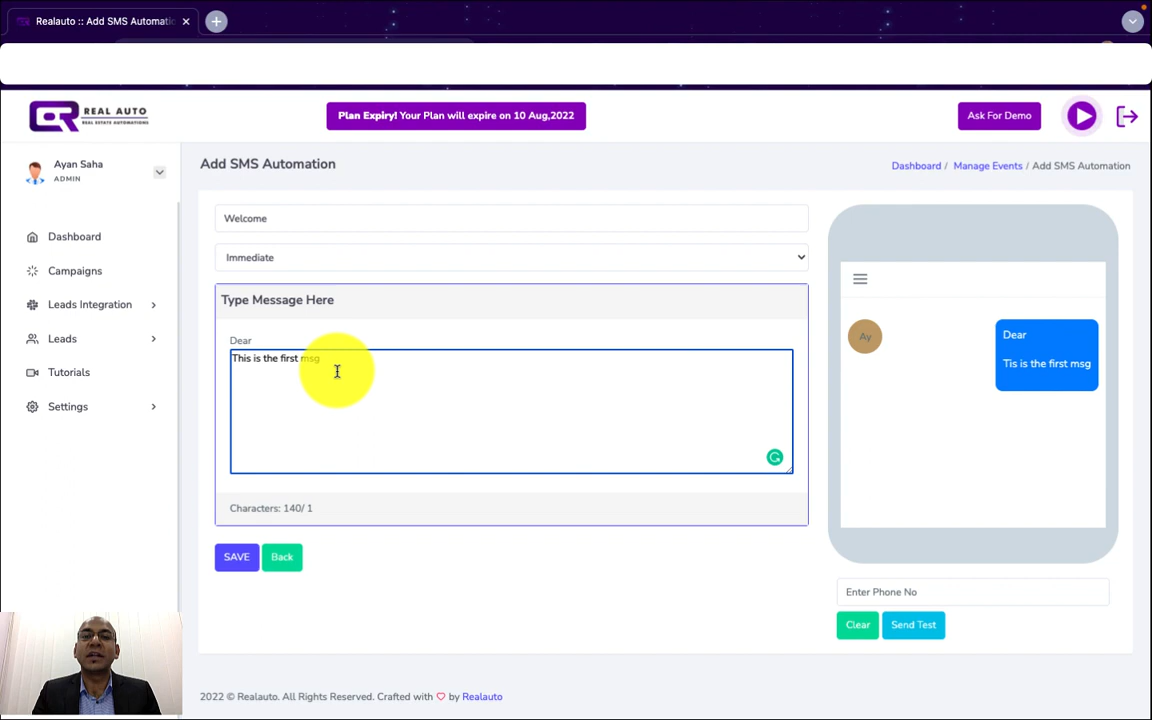 Realauto :: Add SMS Automatic
REAL AUTO
REAL ESTATE AUTOMATIONS
Plan Expiry! Your Plan will expire on 10 Aug,2022
Ask For Demo
Ayan Saha
ADMIN
Add SMS Automation
Dashboard / Manage Events / Add SMS Automation
Dashboard
Campaigns
Leads Integration
Leads
Tutorials
Settings
Welcome
Immediate
Type Message Here
Dear
This is the first msg
Characters: 140/ 1
SAVE
Back
Ay
Dear
Tis is the first msg
Enter Phone No
Clear
Send Test
2022 © Realauto. All Rights Reserved. Crafted with ♡ by Realauto